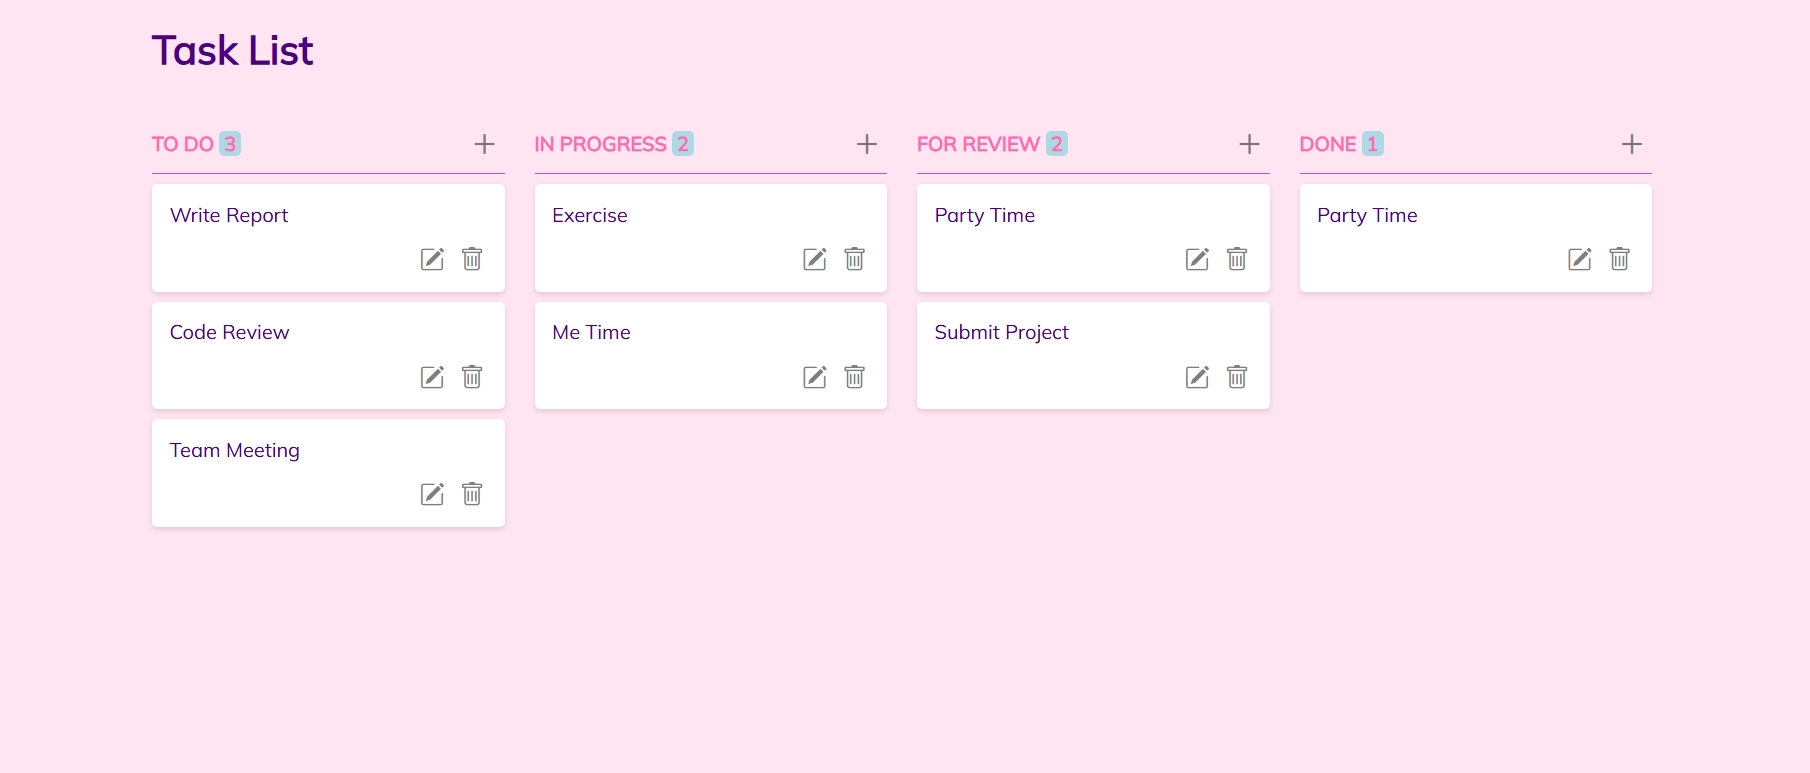 Task List
TO DO 3
Write Report
Code Review
Team Meeting
IN PROGRESS 2
Exercise
Me Time
FOR REVIEW 2
Party Time
Submit Project
DONE 1
Party Time